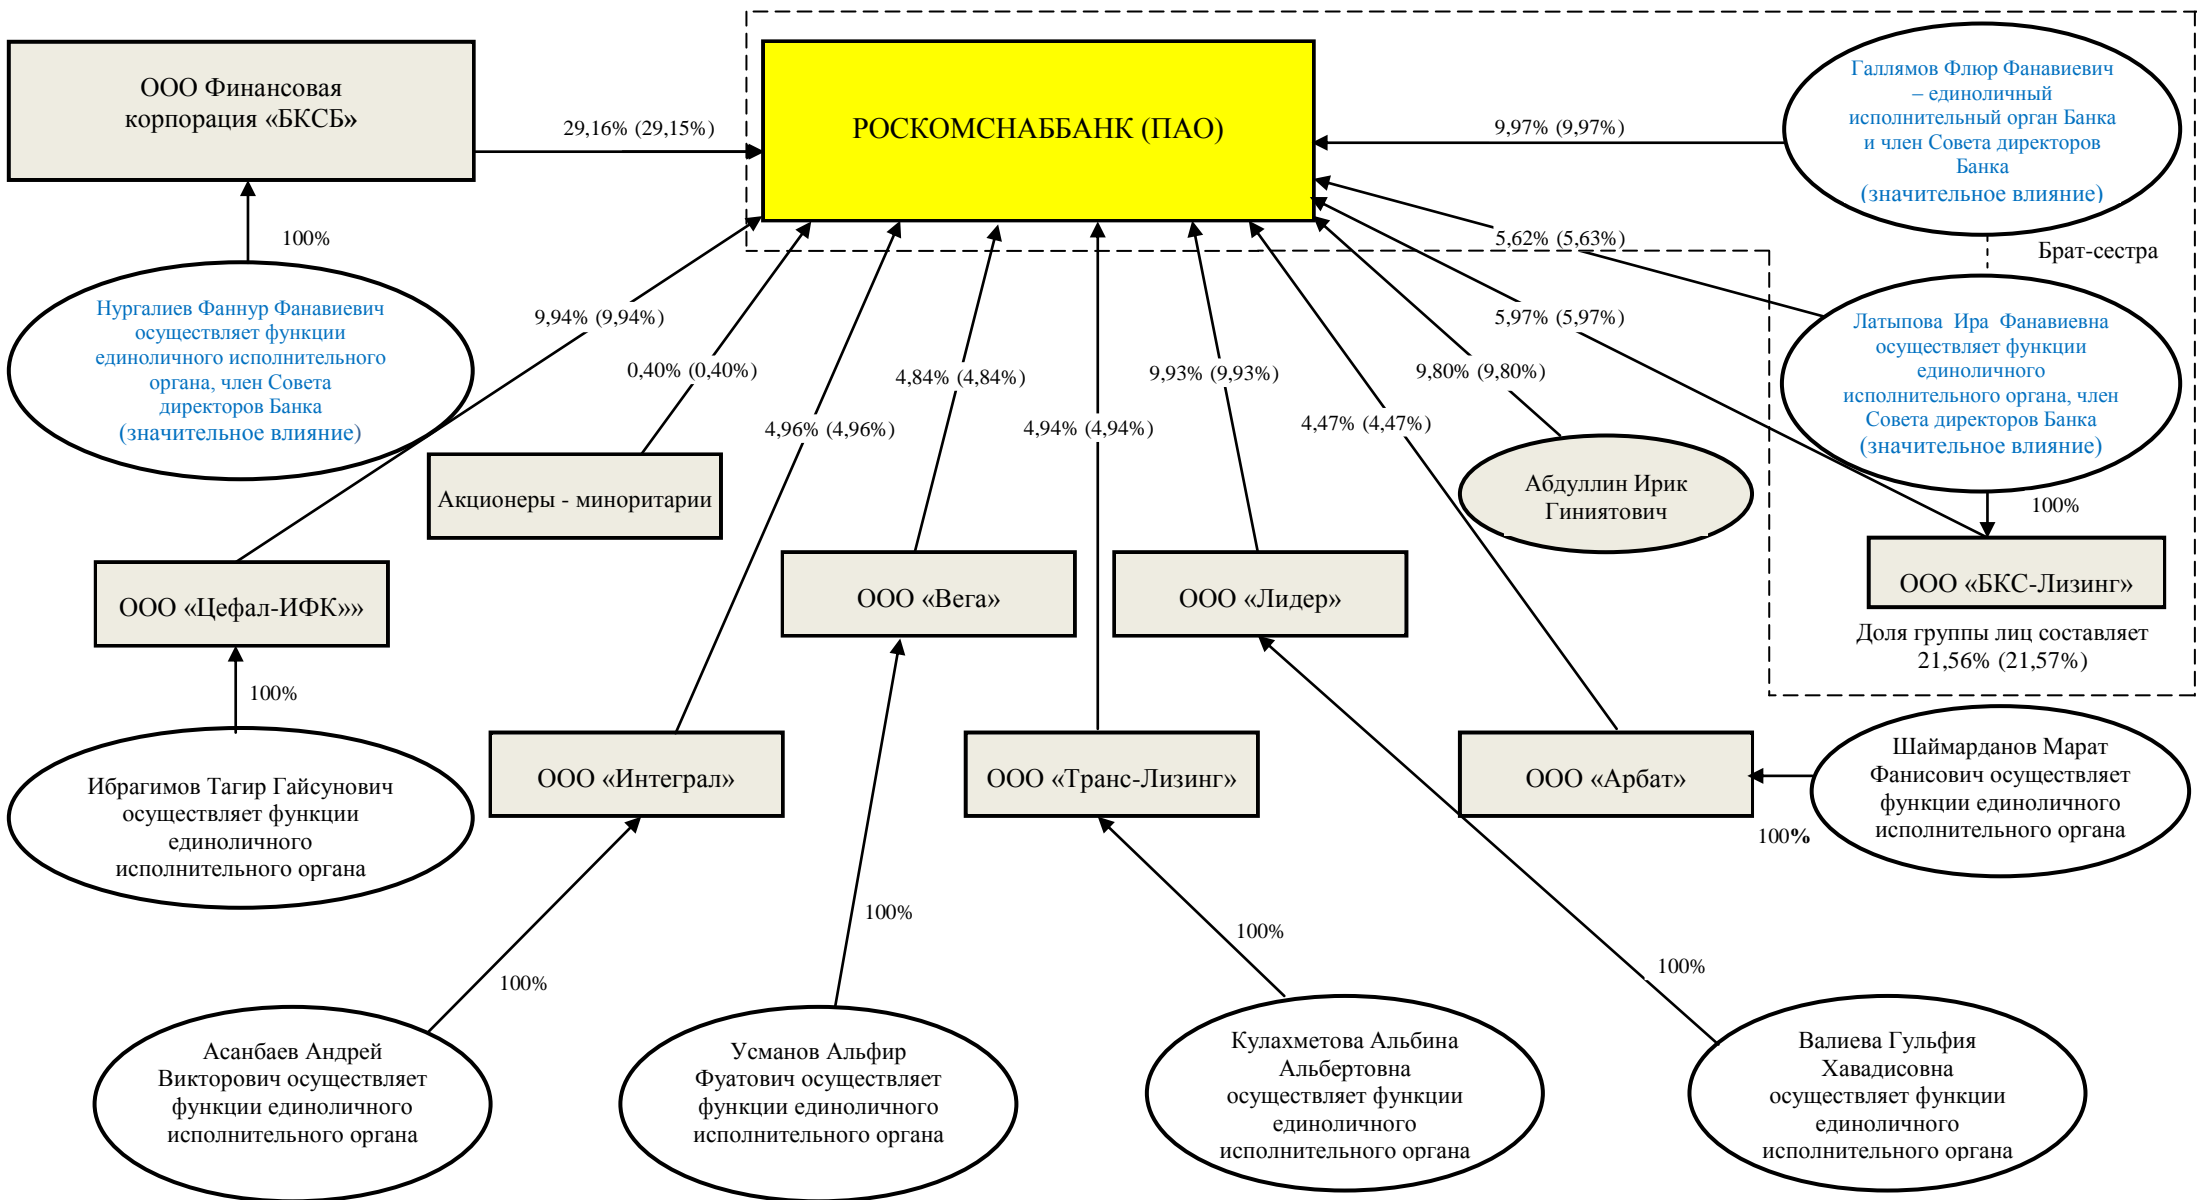 ООО Финансовая
корпорация «БКСБ»
29,16% (29,15%)
РОСКОМСНАББАНК (ПАО)
9,97% (9,97%)
Галлямов Флюр Фанавиевич
– единоличный
исполнительный орган Банка
и член Совета директоров
Банка
(значительное влияние)
100%
5,62% (5,63%)
Брат-сестра
Нургалиев Фаннур Фанавиевич
осуществляет функции
единоличного исполнительного
органа, член Совета
директоров Банка
(значительное влияние)
9,94% (9,94%)
0,40% (0,40%)
4,96% (4,96%)
4,84% (4,84%)
4,94% (4,94%)
9,93% (9,93%)
4,47% (4,47%)
9,80% (9,80%)
5,97% (5,97%)
Латыпова Ира Фанавиевна
осуществляет функции
единоличного
исполнительного органа, член
Совета директоров Банка
(значительное влияние)
Акционеры - миноритарии
Абдуллин Ирик
Гиниятович
100%
ООО «Цефал-ИФК»»
ООО «Вега»
ООО «Лидер»
ООО «БКС-Лизинг»
Доля группы лиц составляет
21,56% (21,57%)
100%
ООО «Интеграл»
ООО «Транс-Лизинг»
ООО «Арбат»
Шаймарданов Марат
Фанисович осуществляет
функции единоличного
исполнительного органа
100%
Ибрагимов Тагир Гайсунович
осуществляет функции
единоличного
исполнительного органа
100%
100%
100%
100%
Асанбаев Андрей
Викторович осуществляет
функции единоличного
исполнительного органа
Усманов Альфир
Фуатович осуществляет
функции единоличного
исполнительного органа
Кулахметова Альбина
Альбертовна
осуществляет функции
единоличного
исполнительного органа
Валиева Гульфия
Хавадисовна
осуществляет функции
единоличного
исполнительного органа